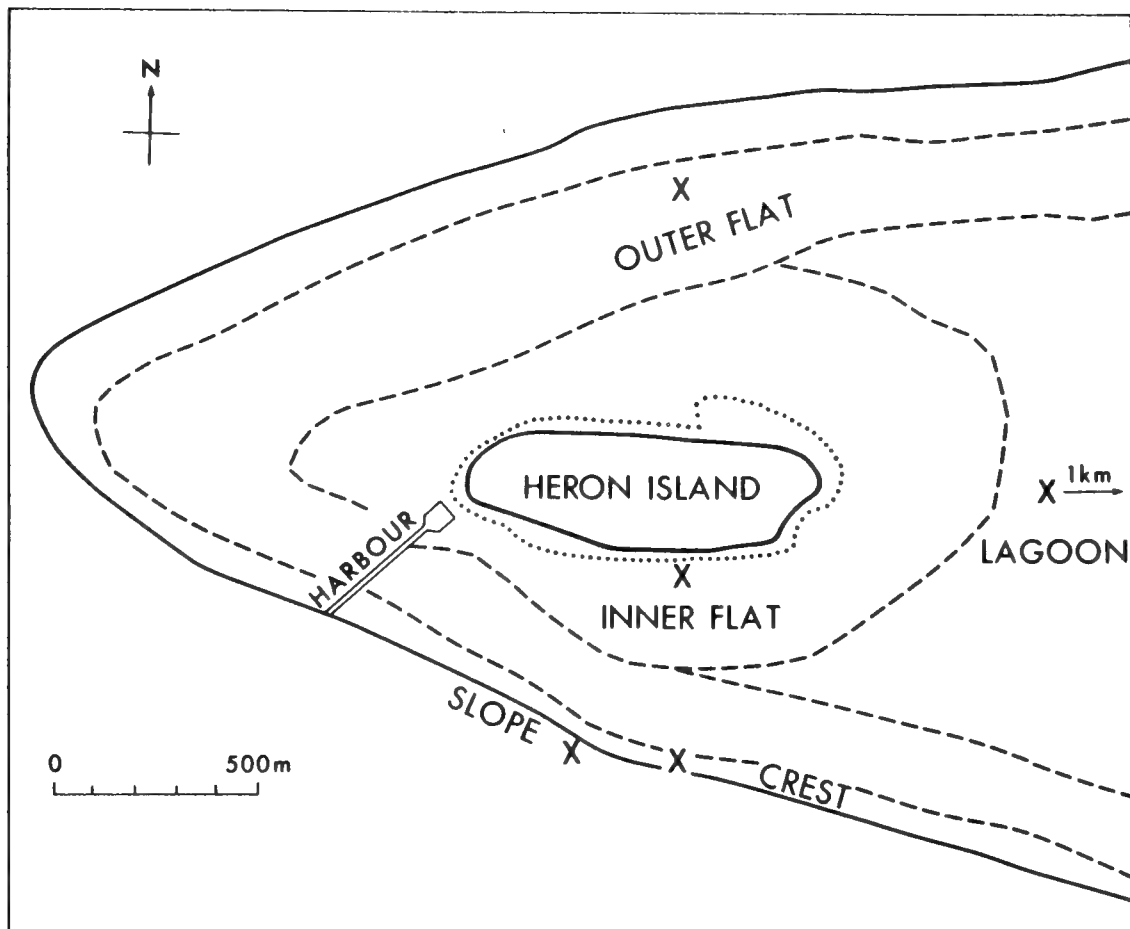 N
X
OUTER FLAT
HERON ISLAND
X 1km
LAGOON
HARBOUR
X
INNER FLAT
SLOPE
X
X
CREST
0 500m